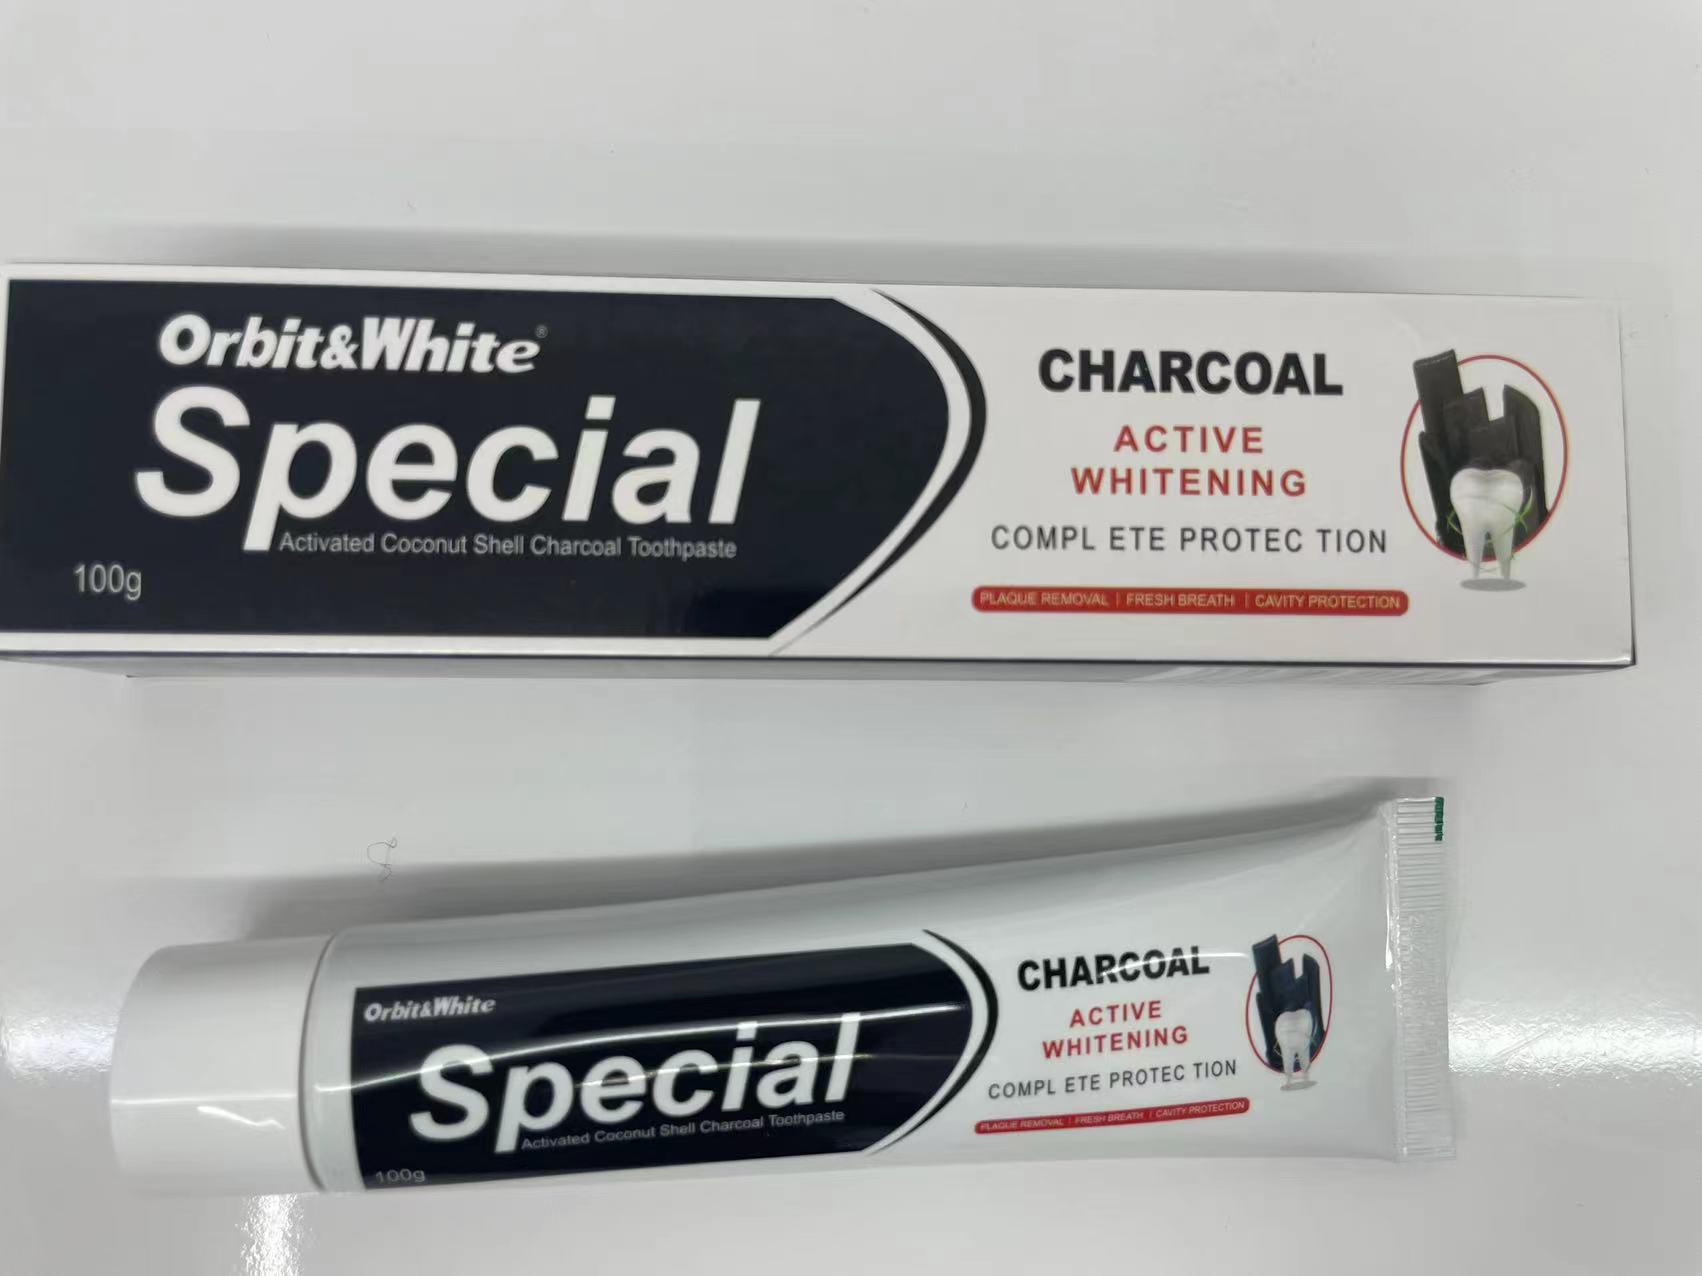 Orbit&White®
Special
Activated Coconut Shell Charcoal Toothpaste
100g
CHARCOAL
ACTIVE
WHITENING
COMPL ETE PROTEC TION
PLAQUE REMOVAL | FRESH BREATH | CAVITY PROTECTION
Orbit&White
Special
Activated Coconut Shell Charcoal Toothpaste
100g
CHARCOAL
ACTIVE
WHITENING
COMPL ETE PROTEC TION
PLAQUE REMOVAL | FRESH BREATH | CAVITY PROTECTION